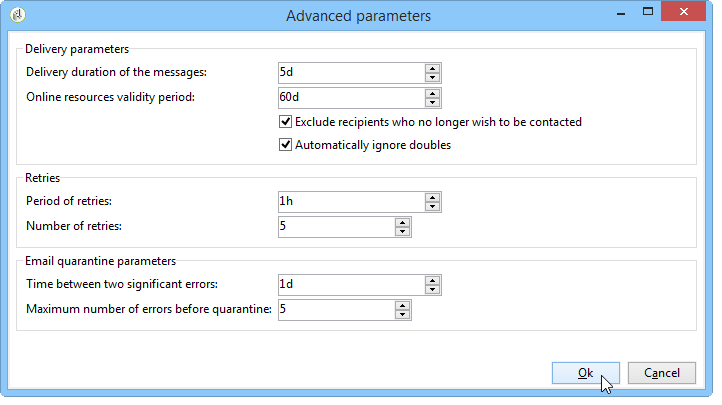 Advanced parameters
Delivery parameters
Delivery duration of the messages: 5d
Online resources validity period: 60d
Exclude recipients who no longer wish to be contacted
Automatically ignore doubles
Retries
Period of retries: 1h
Number of retries: 5
Email quarantine parameters
Time between two significant errors: 1d
Maximum number of errors before quarantine: 5
Ok Cancel